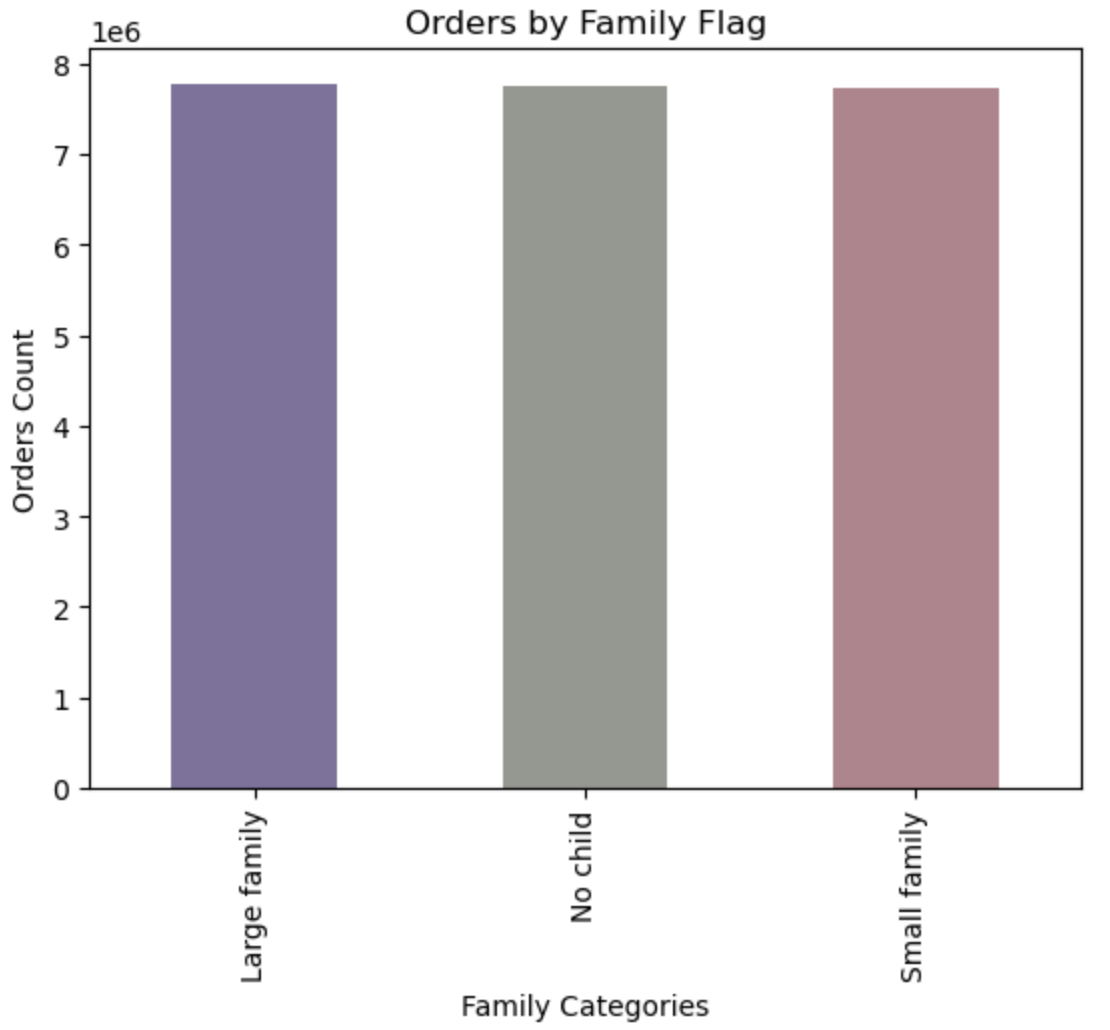 Orders by Family Flag
1e6
8
7
6
5
4
3
2
1
0
Orders Count
Large family
No child
Small family
Family Categories